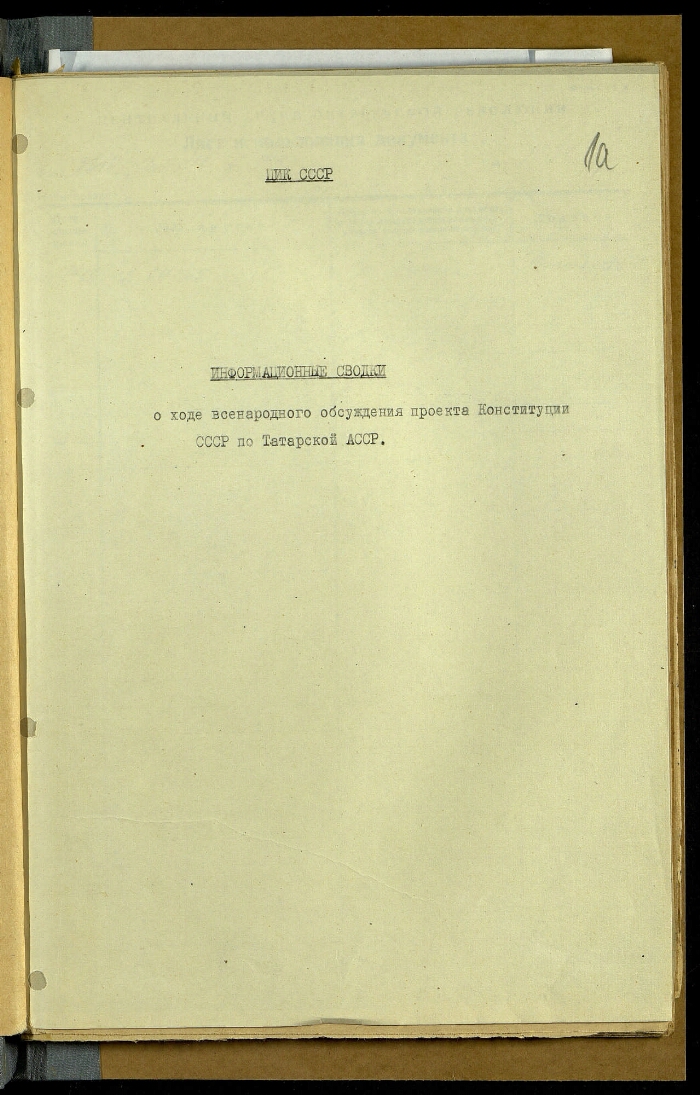 1а
ЦИК СССР
ИНФОРМАЦИОННЫЕ СВОДКИ
о ходе всенародного обсуждения проекта Конституции
СССР по Татарской АССР.